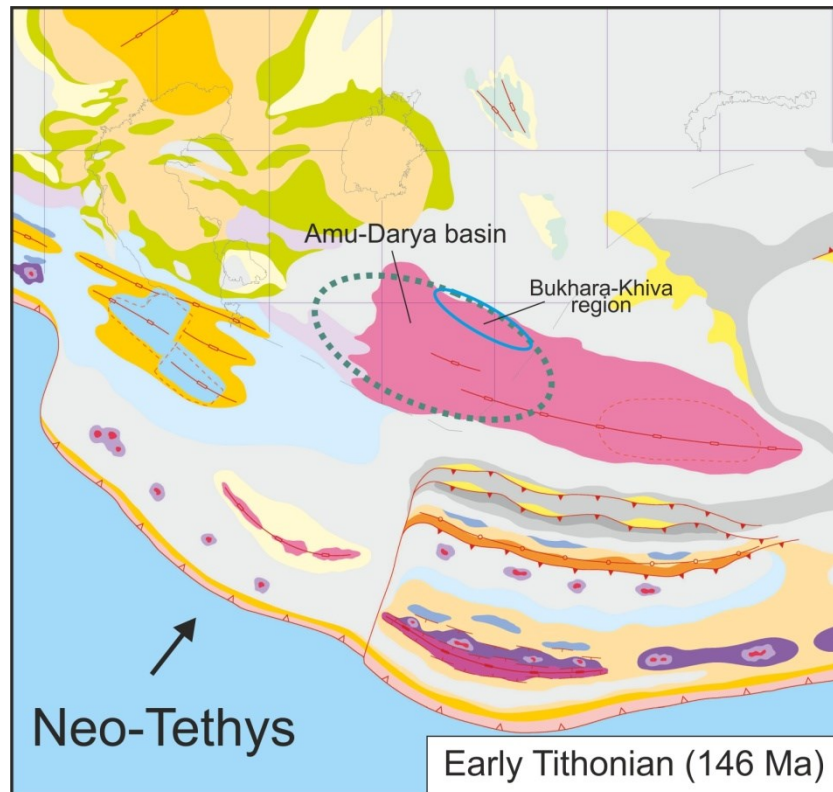 Amu-Darya basin
Bukhara-Khiva
region
Neo-Tethys
Early Tithonian (146 Ma)